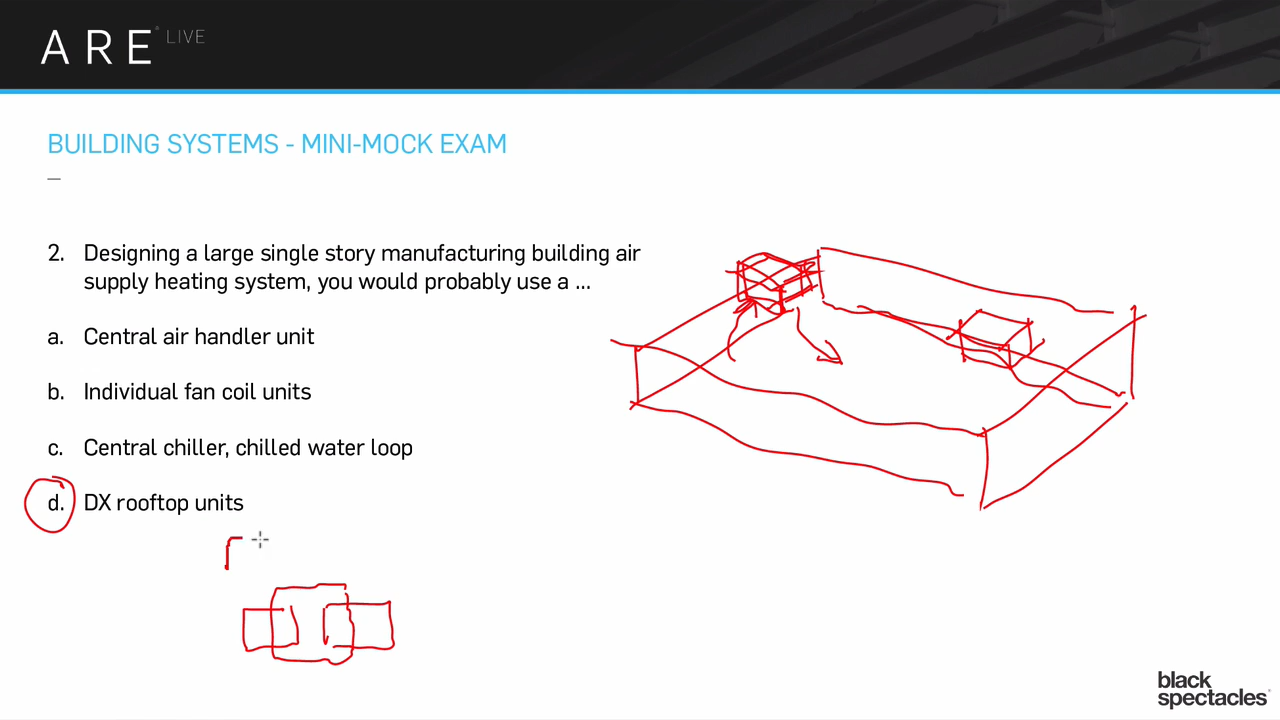 ARE® LIVE
BUILDING SYSTEMS - MINI-MOCK EXAM
2. Designing a large single story manufacturing building air
supply heating system, you would probably use a ...
a. Central air handler unit
b. Individual fan coil units
c. Central chiller, chilled water loop
d. DX rooftop units
black
spectacles®